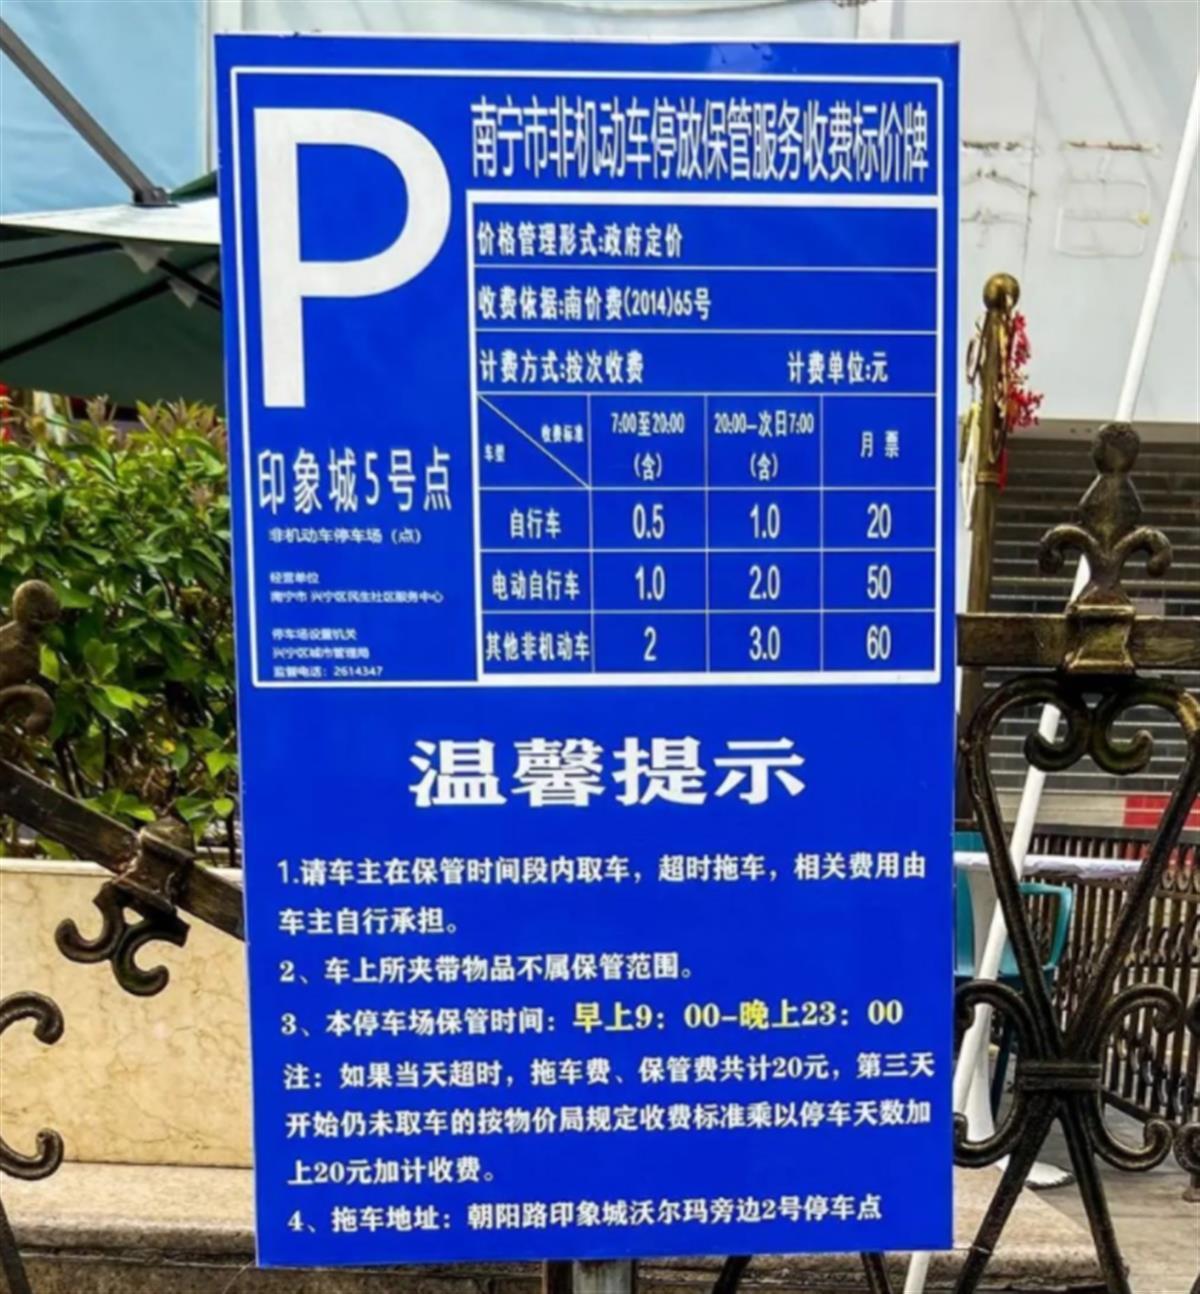 P
南宁市非机动车停放保管服务收费标价牌
价格管理形式:政府定价
收费依据:南价费(2014)65号
计费方式:按次收费 计费单位:元
收费标准 车型 7:00至20:00(含) 20:00—次日7:00(含) 月票
自行车 0.5 1.0 20
电动自行车 1.0 2.0 50
其他非机动车 2 3.0 60
印象城5号点
非机动车停车场（点）
经营单位
南宁市 兴宁区民生社区服务中心
停车场设置机关
兴宁区城市管理局
监督电话：2614347
温馨提示
1.请车主在保管时间段内取车，超时拖车，相关费用由
车主自行承担。
2、车上所夹带物品不属保管范围。
3、本停车场保管时间：早上9：00-晚上23：00
注：如果当天超时，拖车费、保管费共计20元，第三天
开始仍未取车的按物价局规定收费标准乘以停车天数加
上20元加计收费。
4、拖车地址：朝阳路印象城沃尔玛旁边2号停车点